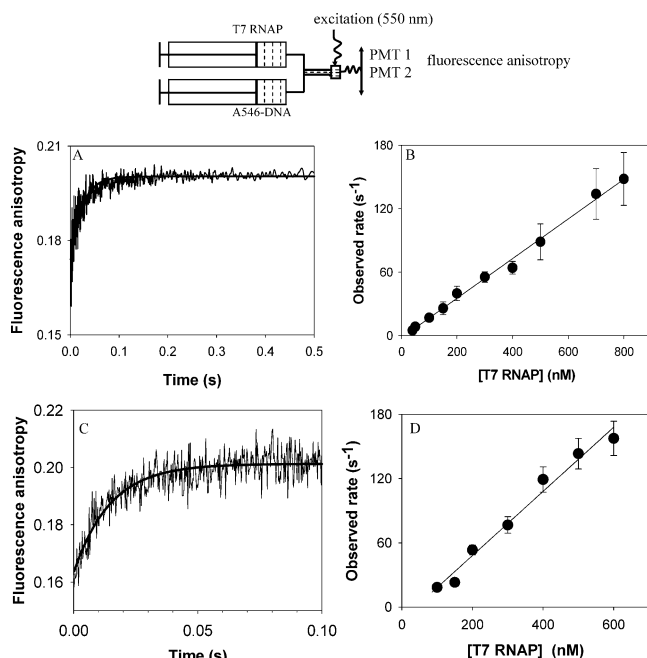 excitation (550 nm)
T7 RNAP
PMT 1
PMT 2
fluorescence anisotropy
A546-DNA
A
Fluorescence anisotropy
0.21
0.18
0.15
0.0 0.1 0.2 0.3 0.4 0.5
Time (s)
B
Observed rate (s⁻¹)
180
120
60
0
0 200 400 600 800
[T7 RNAP] (nM)
C
Fluorescence anisotropy
0.22
0.20
0.18
0.16
0.00 0.05 0.10
Time (s)
D
Observed rate (s⁻¹)
180
120
60
0
0 200 400 600
[T7 RNAP] (nM)